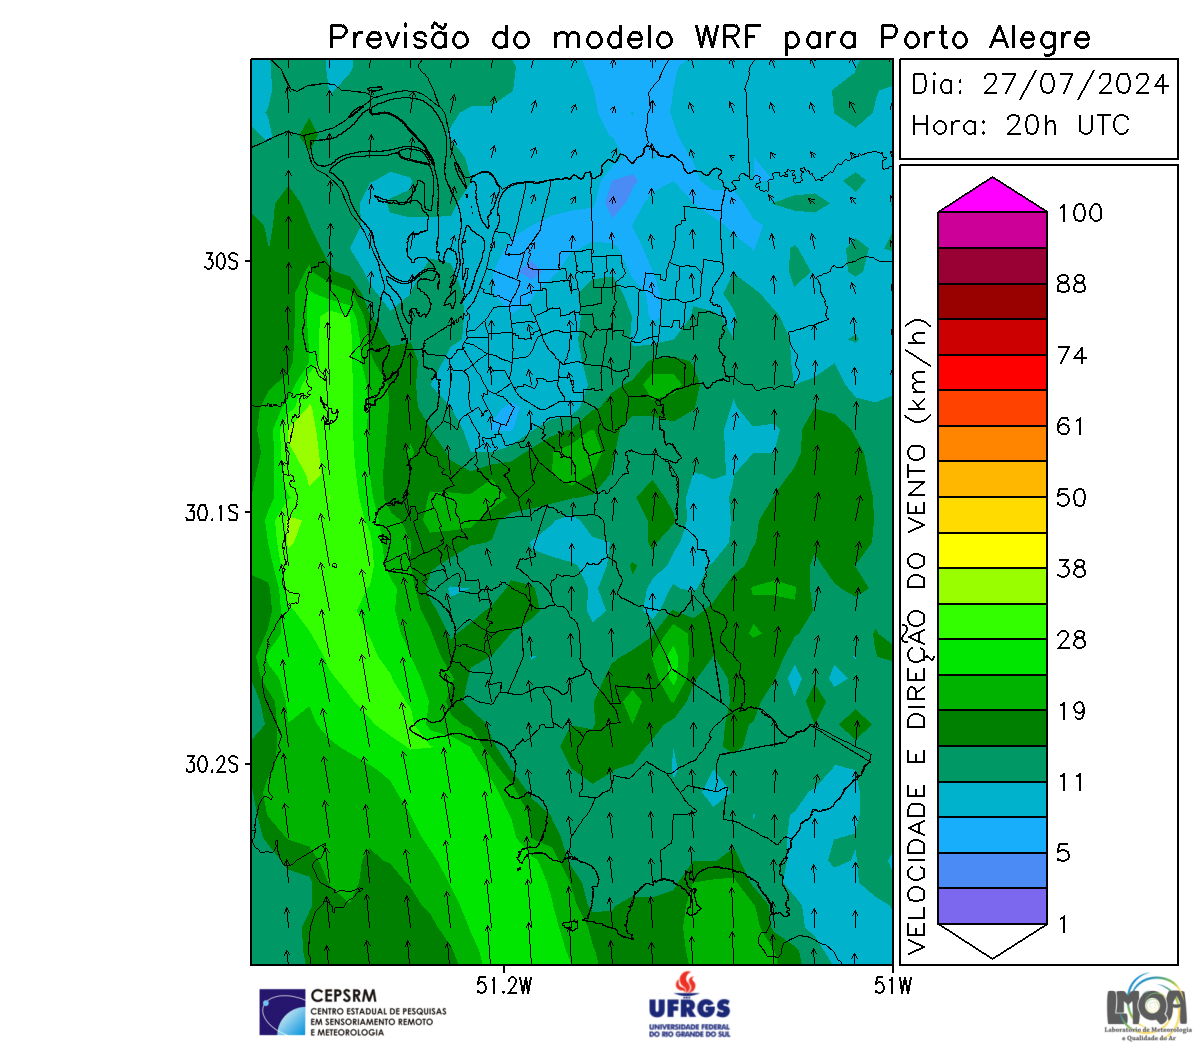 Previsão do modelo WRF para Porto Alegre
Dia: 27/07/2024
Hora: 20h UTC
100
88
74
61
50
38
28
19
11
5
1
VELOCIDADE E DIREÇÃO DO VENTO (km/h)
30S
30.1S
30.2S
51.2W
51W
CEPSRM
CENTRO ESTADUAL DE PESQUISAS
EM SENSORIAMENTO REMOTO
E METEOROLOGIA
UFRGS
UNIVERSIDADE FEDERAL
DO RIO GRANDE DO SUL
LMQA
Laboratório de Meteorologia
e Qualidade do Ar